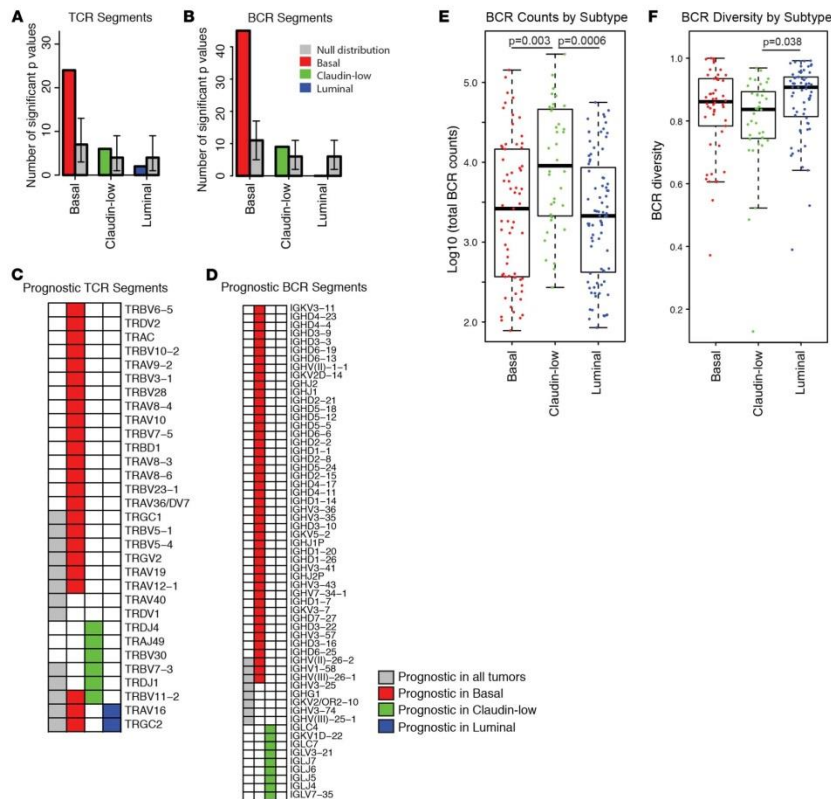 A
TCR Segments
Number of significant p values
30
20
10
0
Basal
Claudin-low
Luminal
B
BCR Segments
Number of significant p values
40
30
20
10
0
Null distribution
Basal
Claudin-low
Luminal
Basal
Claudin-low
Luminal
C
Prognostic TCR Segments
TRBV6-5
TRDV2
TRAC
TRBV10-2
TRAV9-2
TRBV3-1
TRBV28
TRAV8-4
TRAV10
TRBV7-5
TRBD1
TRAV8-3
TRAV8-6
TRBV23-1
TRAV36/DV7
TRGC1
TRBV5-1
TRBV5-4
TRGV2
TRAV19
TRAV12-1
TRAV40
TRDV1
TRDJ4
TRAJ49
TRBV30
TRBV7-3
TRDJ1
TRBV11-2
TRAV16
TRGC2
D
Prognostic BCR Segments
IGKV3-11
IGHD4-23
IGHD4-4
IGHD3-9
IGHD3-3
IGHD6-19
IGHD6-13
IGHV(II)-1-1
IGKV2D-14
IGHJ2
IGHJ1
IGHD2-21
IGHD5-18
IGHD5-12
IGHD5-5
IGHD6-6
IGHD2-2
IGHD1-1
IGHD2-8
IGHD5-24
IGHD2-15
IGHD4-17
IGHD4-11
IGHD1-14
IGHV3-36
IGHV3-35
IGHD3-10
IGKV5-2
IGHJ1P
IGHD1-20
IGHD1-26
IGHV3-41
IGHJ2P
IGHV3-43
IGHV7-34-1
IGHD1-7
IGKV3-7
IGHD7-27
IGHD3-22
IGHV3-57
IGHD3-16
IGHD6-25
IGHV(II)-26-2
IGHV1-58
IGHV(III)-26-1
IGHV3-25
IGHG1
IGKV2/OR2-10
IGHV3-74
IGHV(III)-25-1
IGLC4
IGKV1D-22
IGLC7
IGLV3-21
IGLJ7
IGLJ6
IGLJ5
IGLJ4
IGLV7-35
Prognostic in all tumors
Prognostic in Basal
Prognostic in Claudin-low
Prognostic in Luminal
E
BCR Counts by Subtype
p=0.003 p=0.0006
Log10 (total BCR counts)
5.0
4.0
3.0
2.0
Basal
Claudin-low
Luminal
F
BCR Diversity by Subtype
p=0.038
BCR diversity
1.0
0.8
0.6
0.4
0.2
Basal
Claudin-low
Luminal